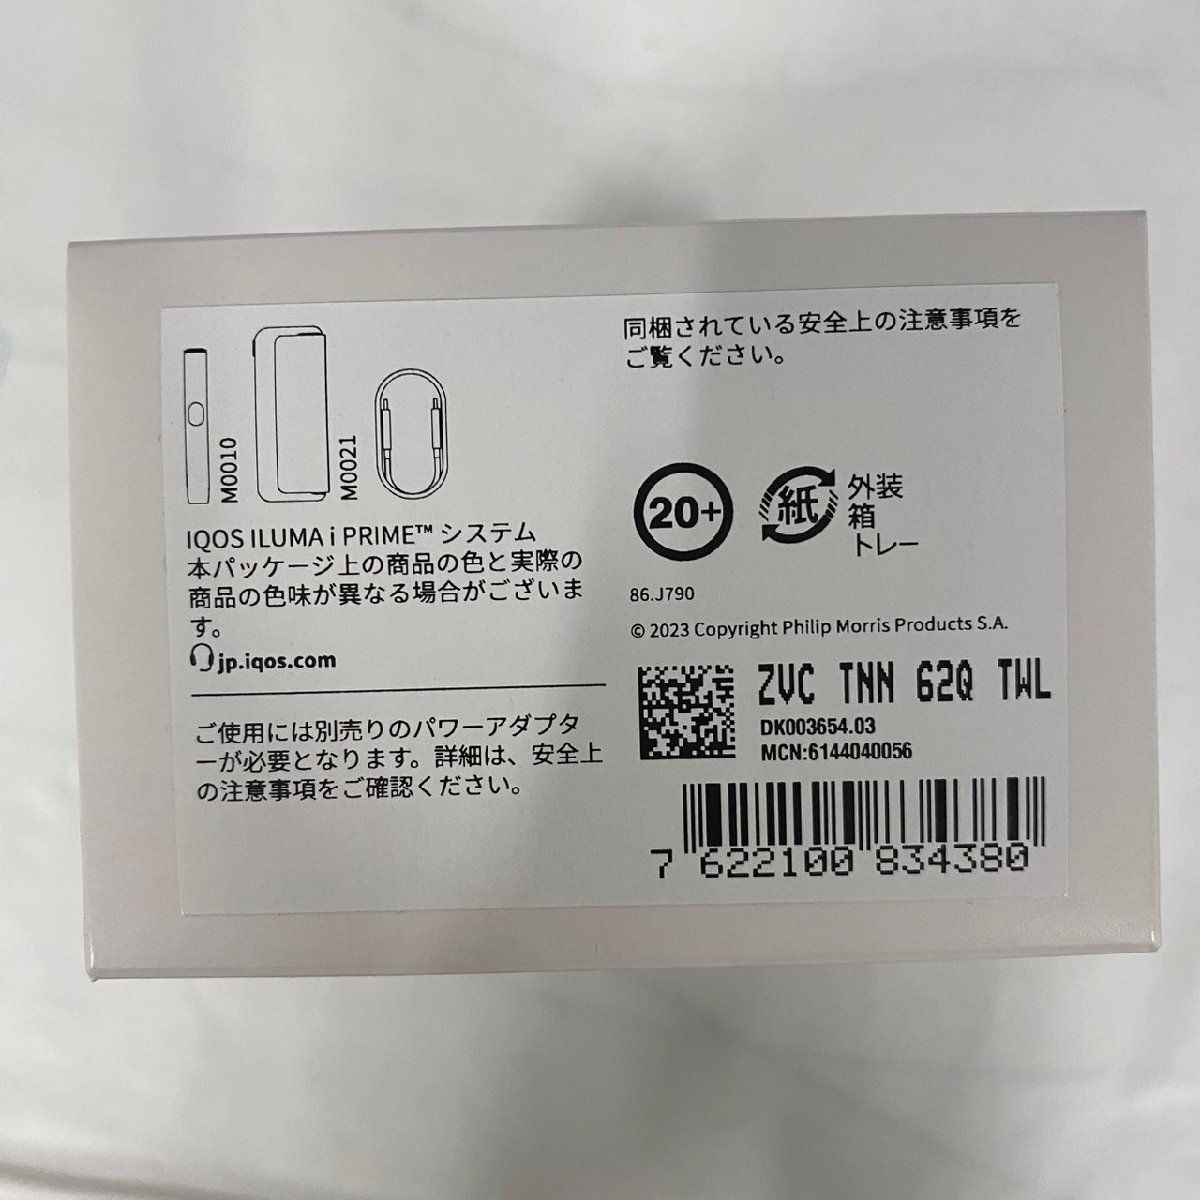 M0010
M0021
IQOS ILUMA i PRIME™ システム
本パッケージ上の商品の色と実際の
商品の色味が異なる場合がございま
す。
jp.iqos.com
ご使用には別売りのパワーアダプタ
ーが必要となります。詳細は、安全上
の注意事項をご確認ください。
同梱されている安全上の注意事項を
ご覧ください。
20+
紙
外装
箱
トレー
86.J790
© 2023 Copyright Philip Morris Products S.A.
ZVC TNN 62Q TWL
DK003654.03
MCN:6144040056
7 622100 834380